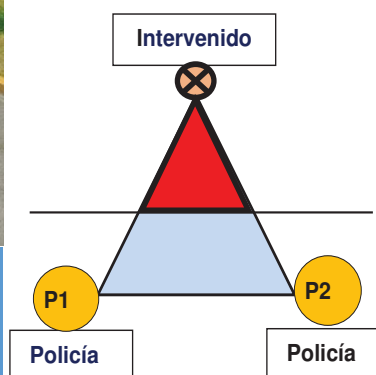 Intervenido
P1
P2
Policía
Policía